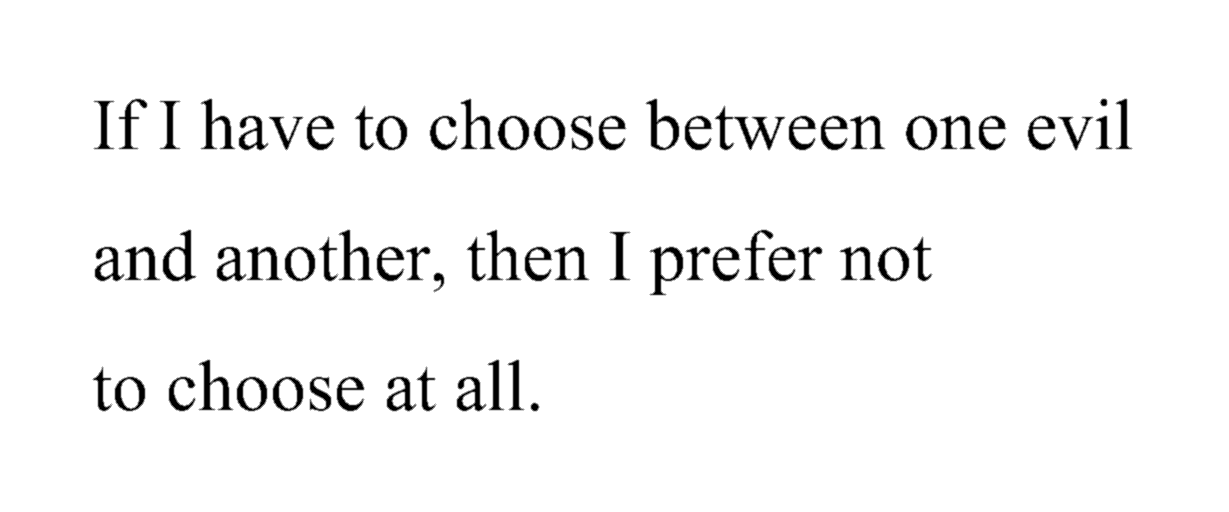 If I have to choose between one evil
and another, then I prefer not
to choose at all.